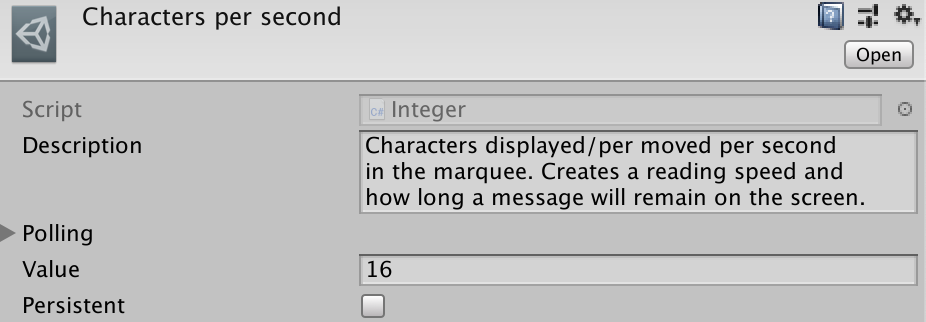 Characters per second
Open
Script
C# Integer
Description
Characters displayed/per moved per second
in the marquee. Creates a reading speed and
how long a message will remain on the screen.
Polling
Value
16
Persistent